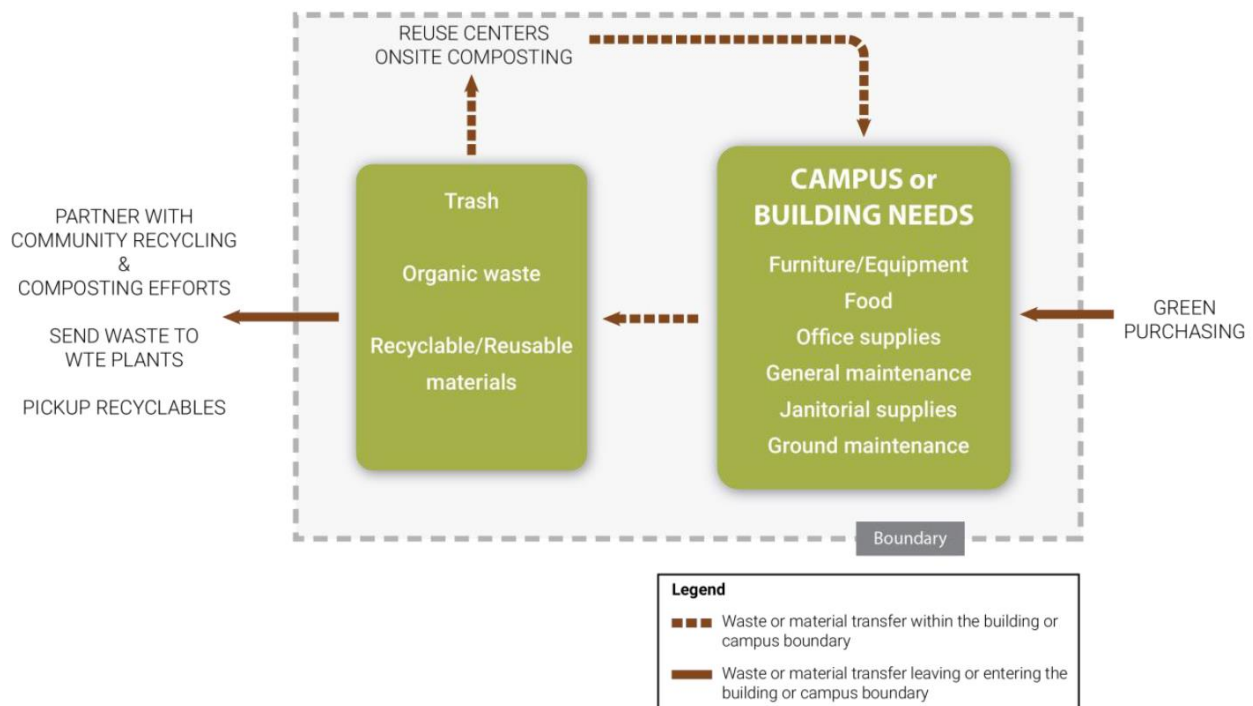 REUSE CENTERS
ONSITE COMPOSTING
PARTNER WITH
COMMUNITY RECYCLING
&
COMPOSTING EFFORTS
SEND WASTE TO
WTE PLANTS
PICKUP RECYCLABLES
Trash
Organic waste
Recyclable/Reusable
materials
CAMPUS or
BUILDING NEEDS
Furniture/Equipment
Food
Office supplies
General maintenance
Janitorial supplies
Ground maintenance
GREEN
PURCHASING
Boundary
Legend
Waste or material transfer within the building or
campus boundary
Waste or material transfer leaving or entering the
building or campus boundary